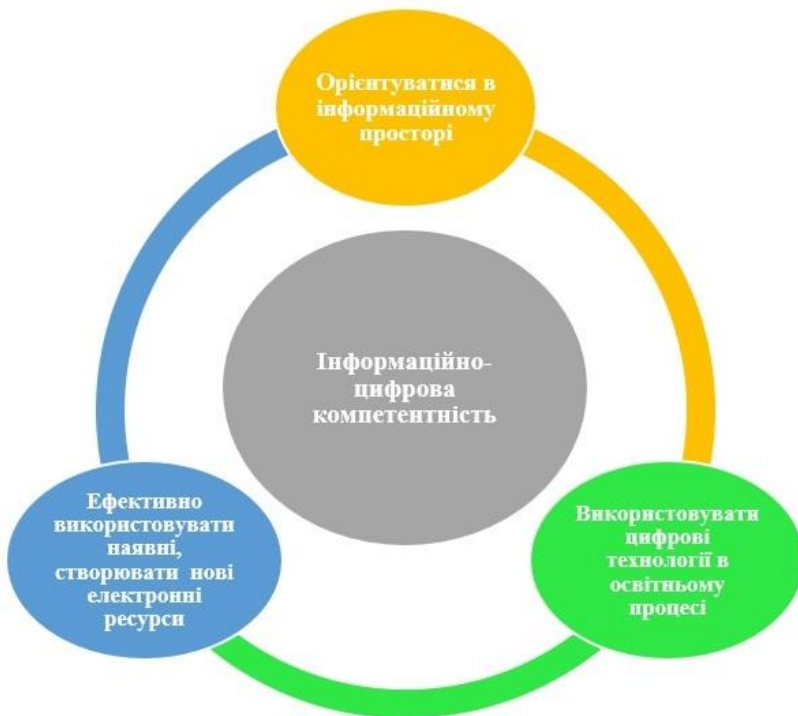 Орієнтуватися в
інформаційному
просторі
Інформаційно-
цифрова
компетентність
Ефективно
використовувати
наявні,
створювати нові
електронні
ресурси
Використовувати
цифрові
технології в
освітньому
процесі